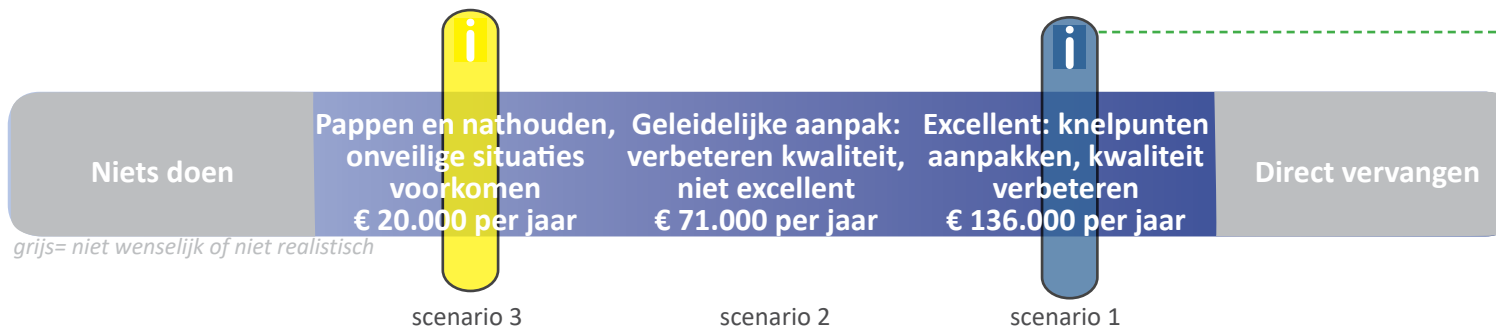 i
i
Niets doen
Pappen en nathouden,
onveilige situaties
voorkomen
€ 20.000 per jaar
Geleidelijke aanpak:
verbeteren kwaliteit,
niet excellent
€ 71.000 per jaar
Excellent: knelpunten
aanpakken, kwaliteit
verbeteren
€ 136.000 per jaar
Direct vervangen
grijs= niet wenselijk of niet realistisch
scenario 3
scenario 2
scenario 1